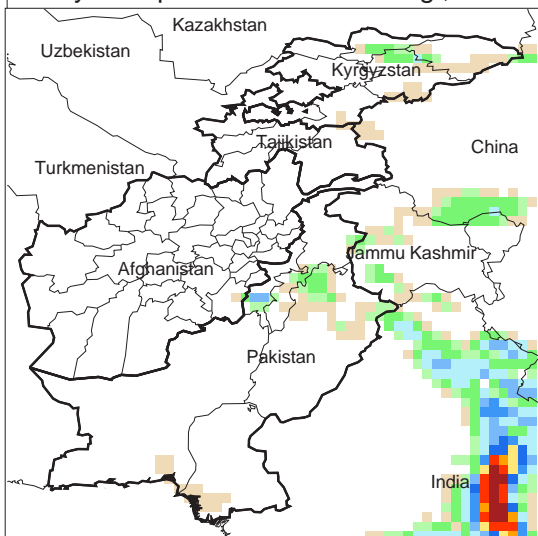 Kazakhstan
Uzbekistan
Kyrgyzstan
Tajikistan
China
Turkmenistan
Jammu Kashmir
Afghanistan
Pakistan
India